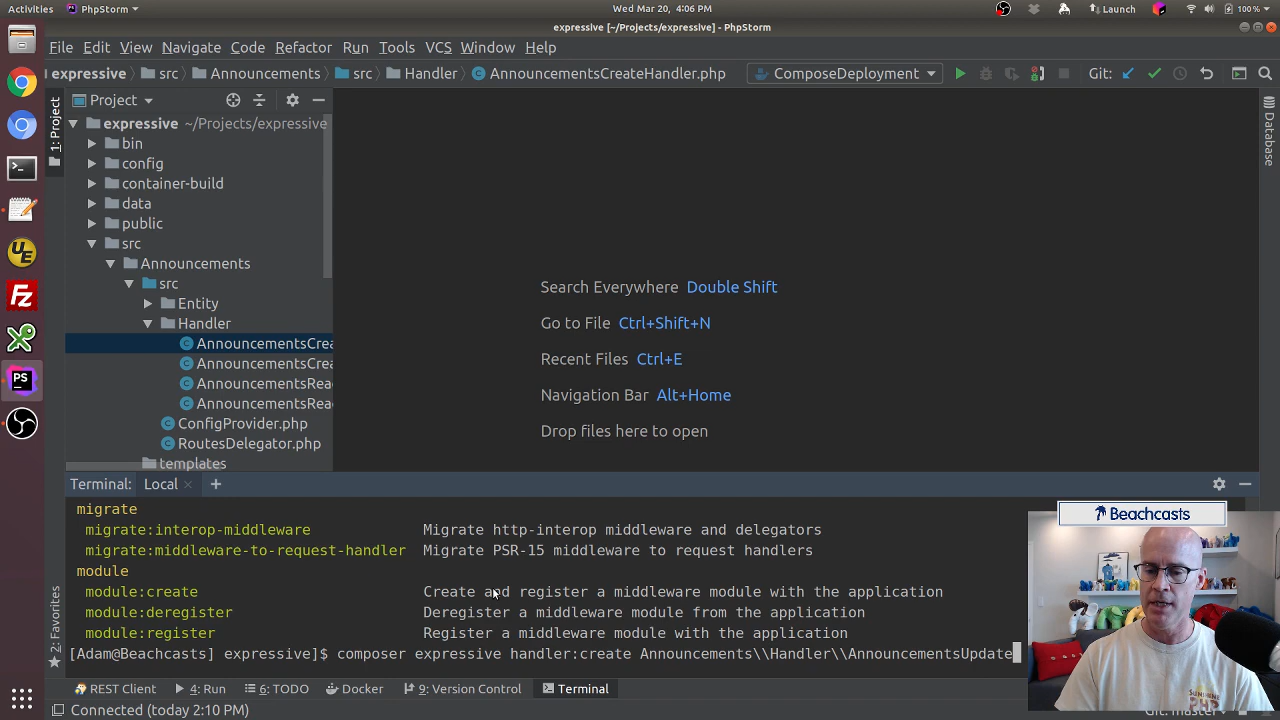 Activities
PhpStorm
Wed Mar 20, 4:06 PM
Launch
100%
expressive [~/Projects/expressive] - PhpStorm
File Edit View Navigate Code Refactor Run Tools VCS Window Help
expressive src Announcements src Handler AnnouncementsCreateHandler.php ComposeDeployment Git:
1: Project
Project
expressive ~/Projects/expressive
bin
config
container-build
data
public
src
Announcements
src
Entity
Handler
AnnouncementsCrea
AnnouncementsCrea
AnnouncementsRea
AnnouncementsRea
ConfigProvider.php
RoutesDelegator.php
templates
Search Everywhere Double Shift
Go to File Ctrl+Shift+N
Recent Files Ctrl+E
Navigation Bar Alt+Home
Drop files here to open
Database
UE
Fz
PS
Terminal: Local
migrate
migrate:interop-middleware Migrate http-interop middleware and delegators
migrate:middleware-to-request-handler Migrate PSR-15 middleware to request handlers
module
module:create Create and register a middleware module with the application
module:deregister Deregister a middleware module from the application
module:register Register a middleware module with the application
[Adam@Beachcasts] expressive]$ composer expressive handler:create Announcements\\Handler\\AnnouncementsUpdate
2: Favorites
Beachcasts
SUNSHINE
PHP
REST Client 4: Run 6: TODO Docker 9: Version Control Terminal
Connected (today 2:10 PM)
Git: master